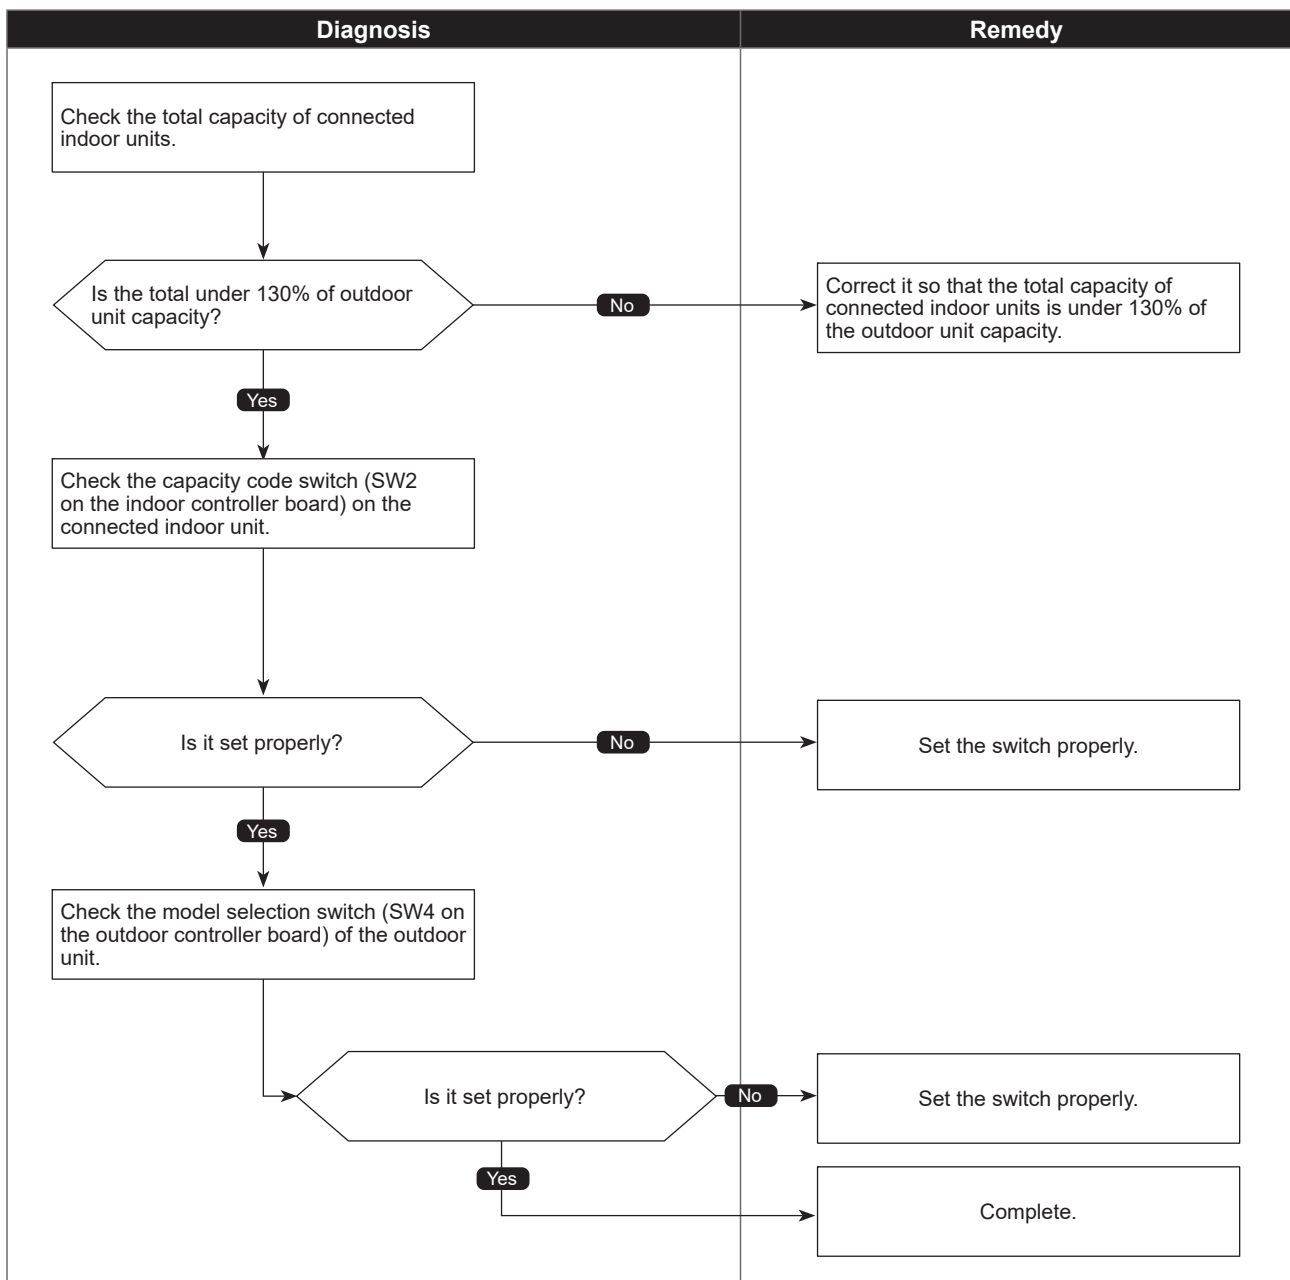 Diagnosis
Remedy
Check the total capacity of connected
indoor units.
Is the total under 130% of outdoor
unit capacity?
No
Correct it so that the total capacity of
connected indoor units is under 130% of
the outdoor unit capacity.
Yes
Check the capacity code switch (SW2
on the indoor controller board) on the
connected indoor unit.
Is it set properly?
No
Set the switch properly.
Yes
Check the model selection switch (SW4 on
the outdoor controller board) of the outdoor
unit.
Is it set properly?
No
Set the switch properly.
Yes
Complete.